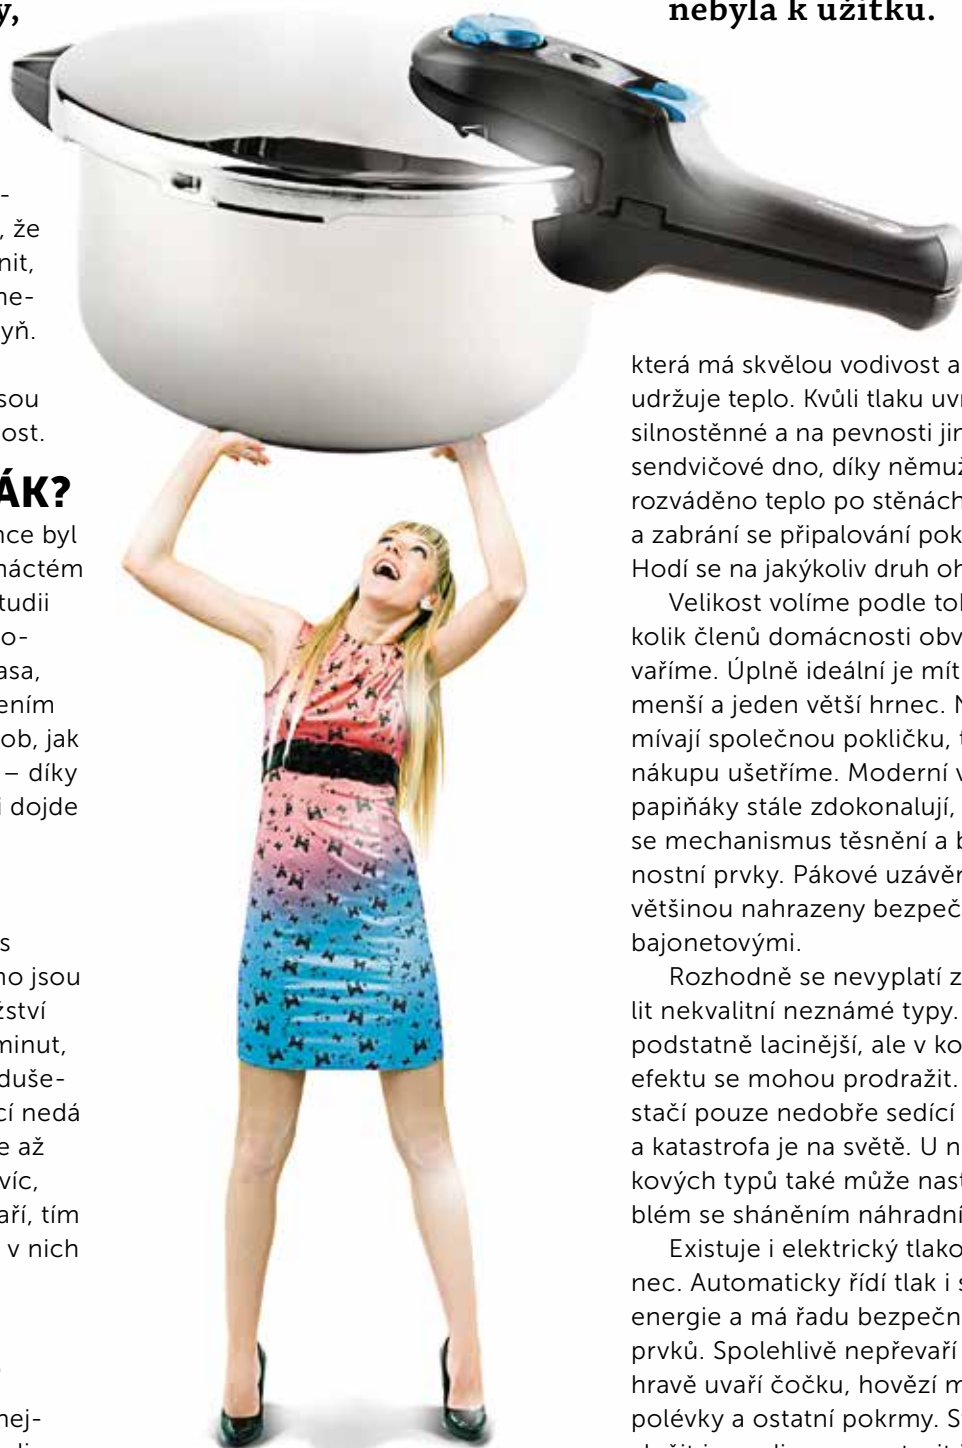 y,
-
, že
nit,
ne-
yň.
sou
ost.
ÁK?
nce byl
náctém
tudii
o-
asa,
ením
ob, jak
– díky
i dojde
s
no jsou
žství
minut,
duše-
cí nedá
e až
víc,
aří, tím
v nich
nej-
nebyla k užitku.
která má skvělou vodivost a
udržuje teplo. Kvůli tlaku uvn
silnostěnné a na pevnosti jin
sendvičové dno, díky němuž
rozváděno teplo po stěnách
a zabrání se připalování pok
Hodí se na jakýkoliv druh oh
Velikost volíme podle toh
kolik členů domácnosti obv
vaříme. Úplně ideální je mít
menší a jeden větší hrnec. N
mívají společnou pokličku, t
nákupu ušetříme. Moderní v
papiňáky stále zdokonalují,
se mechanismus těsnění a b
nostní prvky. Pákové uzávěr
většinou nahrazeny bezpeč
bajonetovými.
Rozhodně se nevyplatí z
lit nekvalitní neznámé typy.
podstatně lacinější, ale v ko
efektu se mohou prodražit.
stačí pouze nedobře sedící
a katastrofa je na světě. U n
kových typů také může nast
blém se sháněním náhradní
Existuje i elektrický tlako
nec. Automaticky řídí tlak i s
energie a má řadu bezpečn
prvků. Spolehlivě nepřevaří
hravě uvaří čočku, hovězí m
polévky a ostatní pokrmy. S